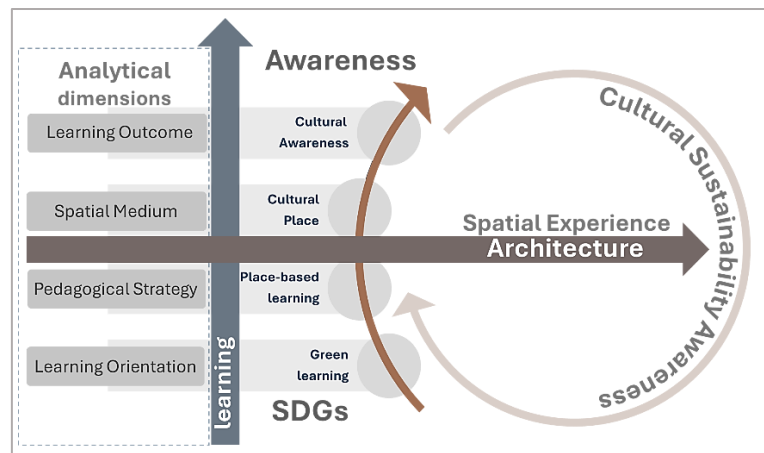 Analytical
dimensions
Learning Outcome
Spatial Medium
Pedagogical Strategy
Learning Orientation
learning
Awareness
Cultural
Awareness
Cultural
Place
Place-based
learning
Green
learning
SDGs
Spatial Experience
Architecture
Cultural Sustainability Awareness